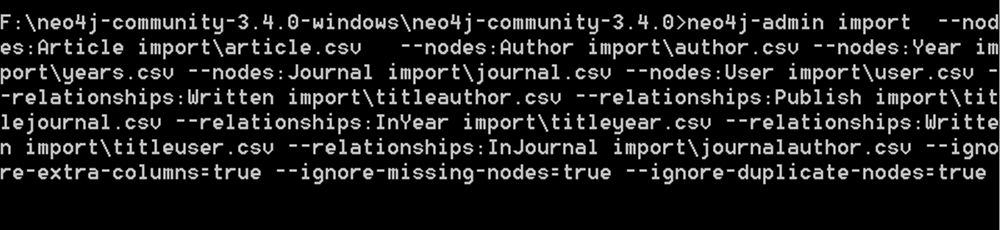 F:\neo4j-community-3.4.0-windows\neo4j-community-3.4.0>neo4j-admin import  --nod
es:Article import\article.csv   --nodes:Author import\author.csv --nodes:Year im
port\years.csv --nodes:Journal import\journal.csv --nodes:User import\user.csv -
-relationships:Written import\titleauthor.csv --relationships:Publish import\tit
lejournal.csv --relationships:InYear import\titleyear.csv --relationships:Writte
n import\titleuser.csv --relationships:InJournal import\journalauthor.csv --igno
re-extra-columns=true --ignore-missing-nodes=true --ignore-duplicate-nodes=true